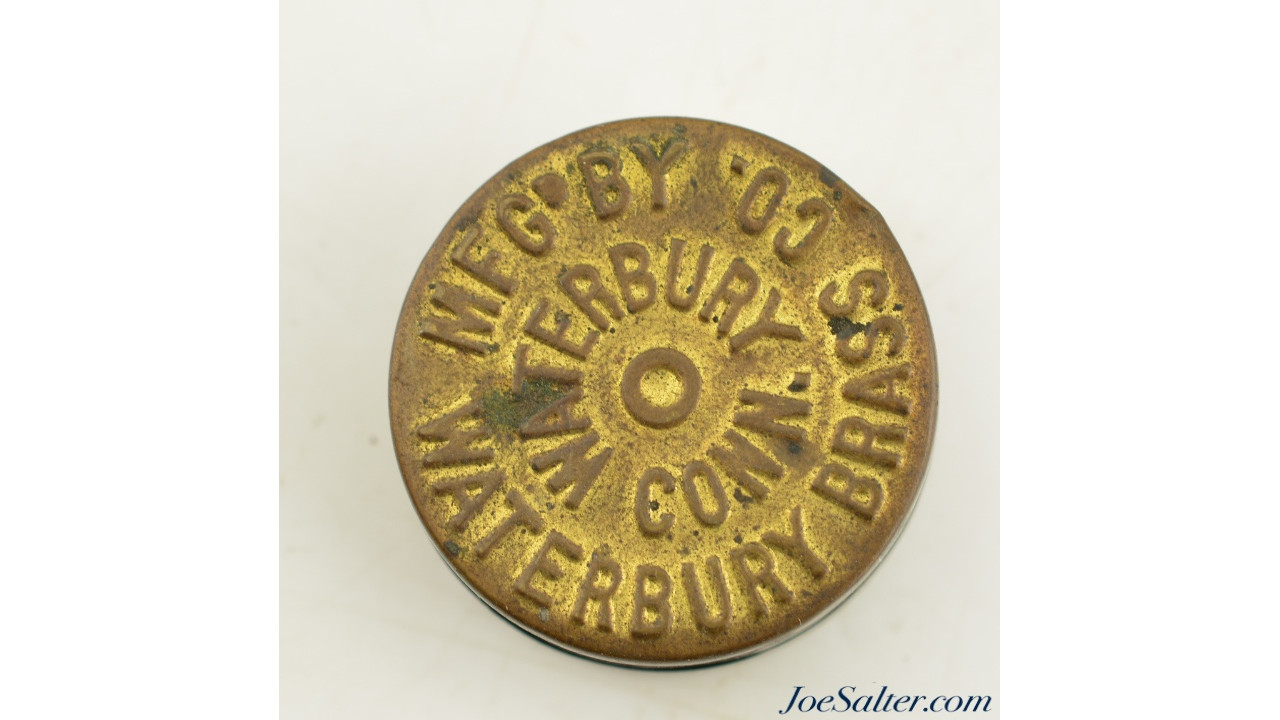 MFG'D BY
WATERBURY BRASS CO.
WATERBURY
CONN.
JoeSalter.com